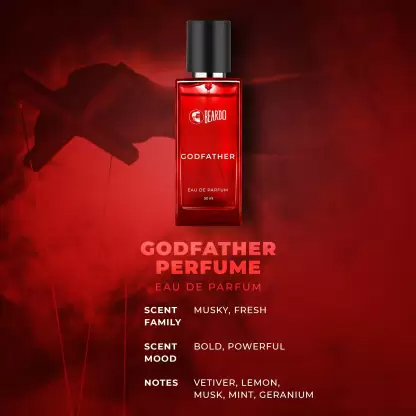 BEARDO
GODFATHER
EAU DE PARFUM
GODFATHER
PERFUME
EAU DE PARFUM
SCENT FAMILY MUSKY, FRESH
SCENT MOOD BOLD, POWERFUL
NOTES VETIVER, LEMON,
MUSK, MINT, GERANIUM